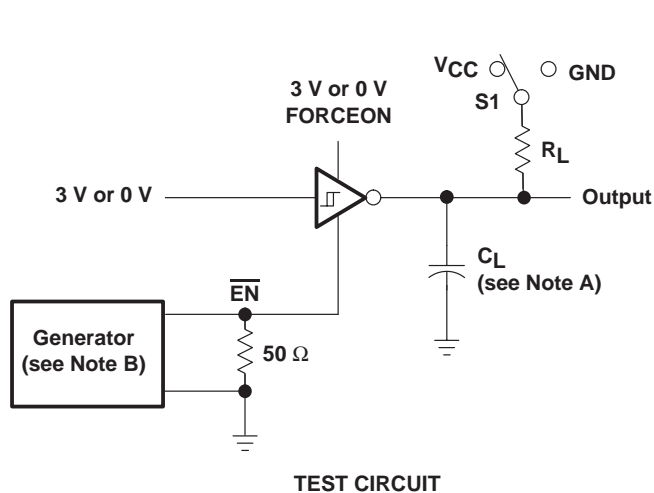 VCC
GND
S1
3 V or 0 V
FORCEON
RL
3 V or 0 V
Output
CL
(see Note A)
EN
Generator
(see Note B)
50 Ω
TEST CIRCUIT